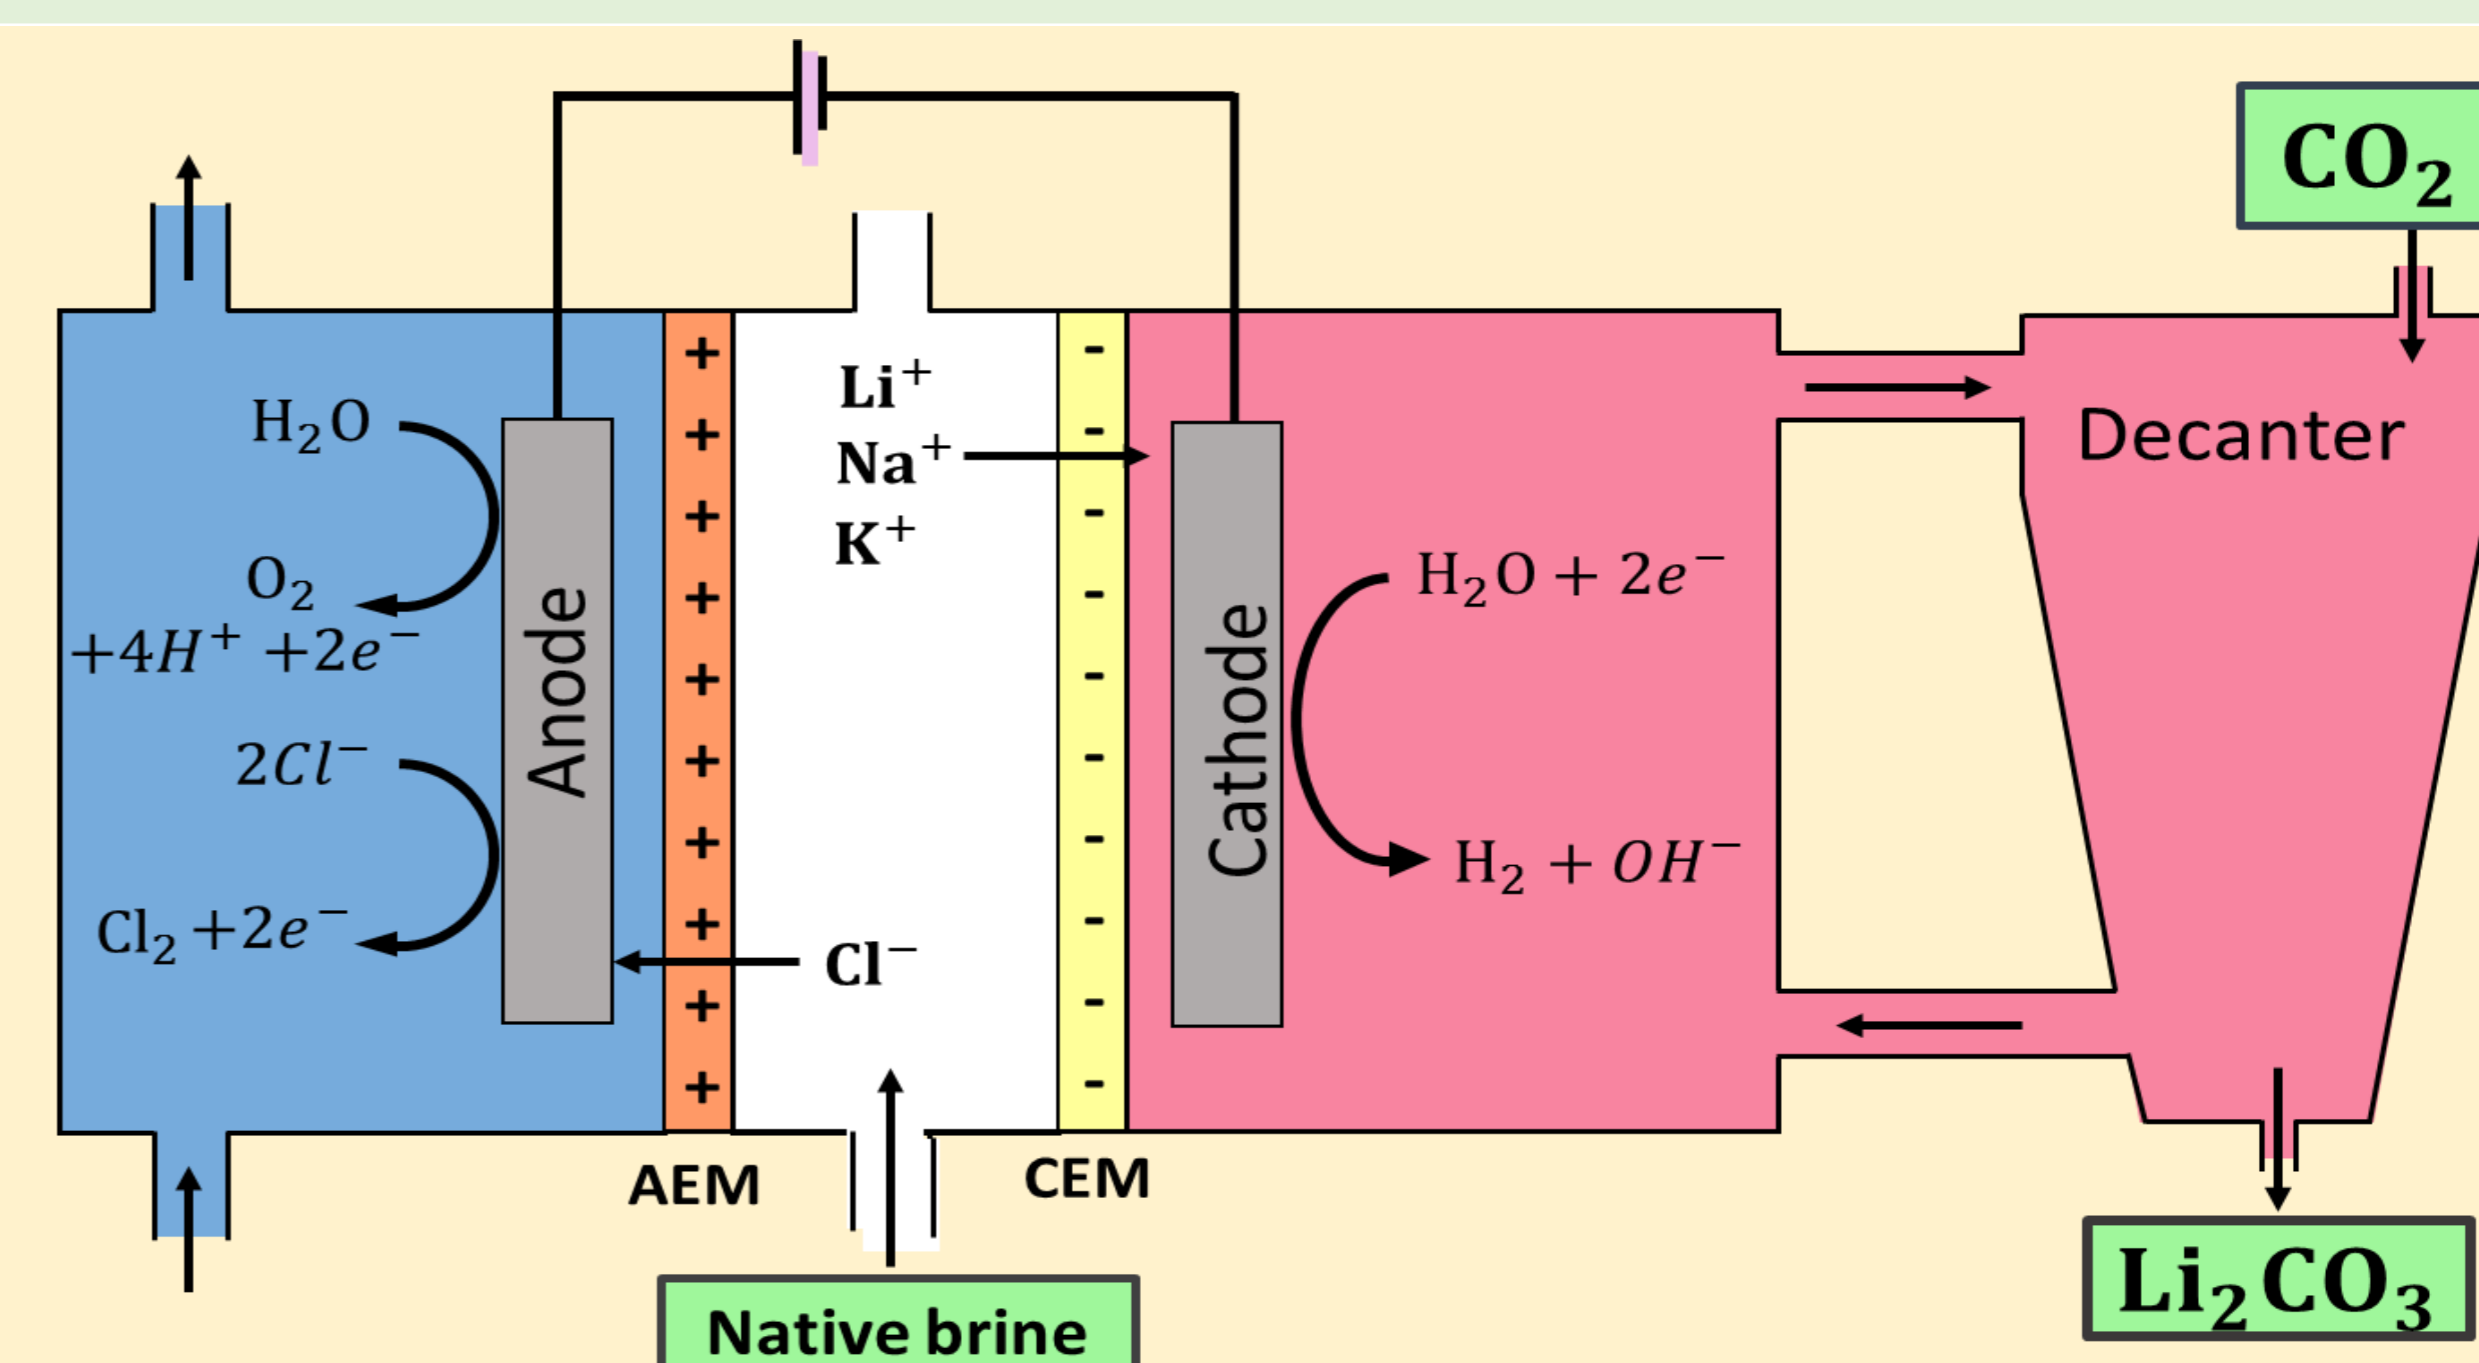 CO₂
H₂O
O₂
+4H⁺ +2e⁻
2Cl⁻
Cl₂ +2e⁻
Anode
+
+
+
+
+
+
+
+
+
+
AEM
Li⁺
Na⁺
K⁺
Cl⁻
-
-
-
-
-
-
-
-
-
-
CEM
Native brine
Cathode
H₂O + 2e⁻
H₂ + OH⁻
Decanter
Li₂CO₃